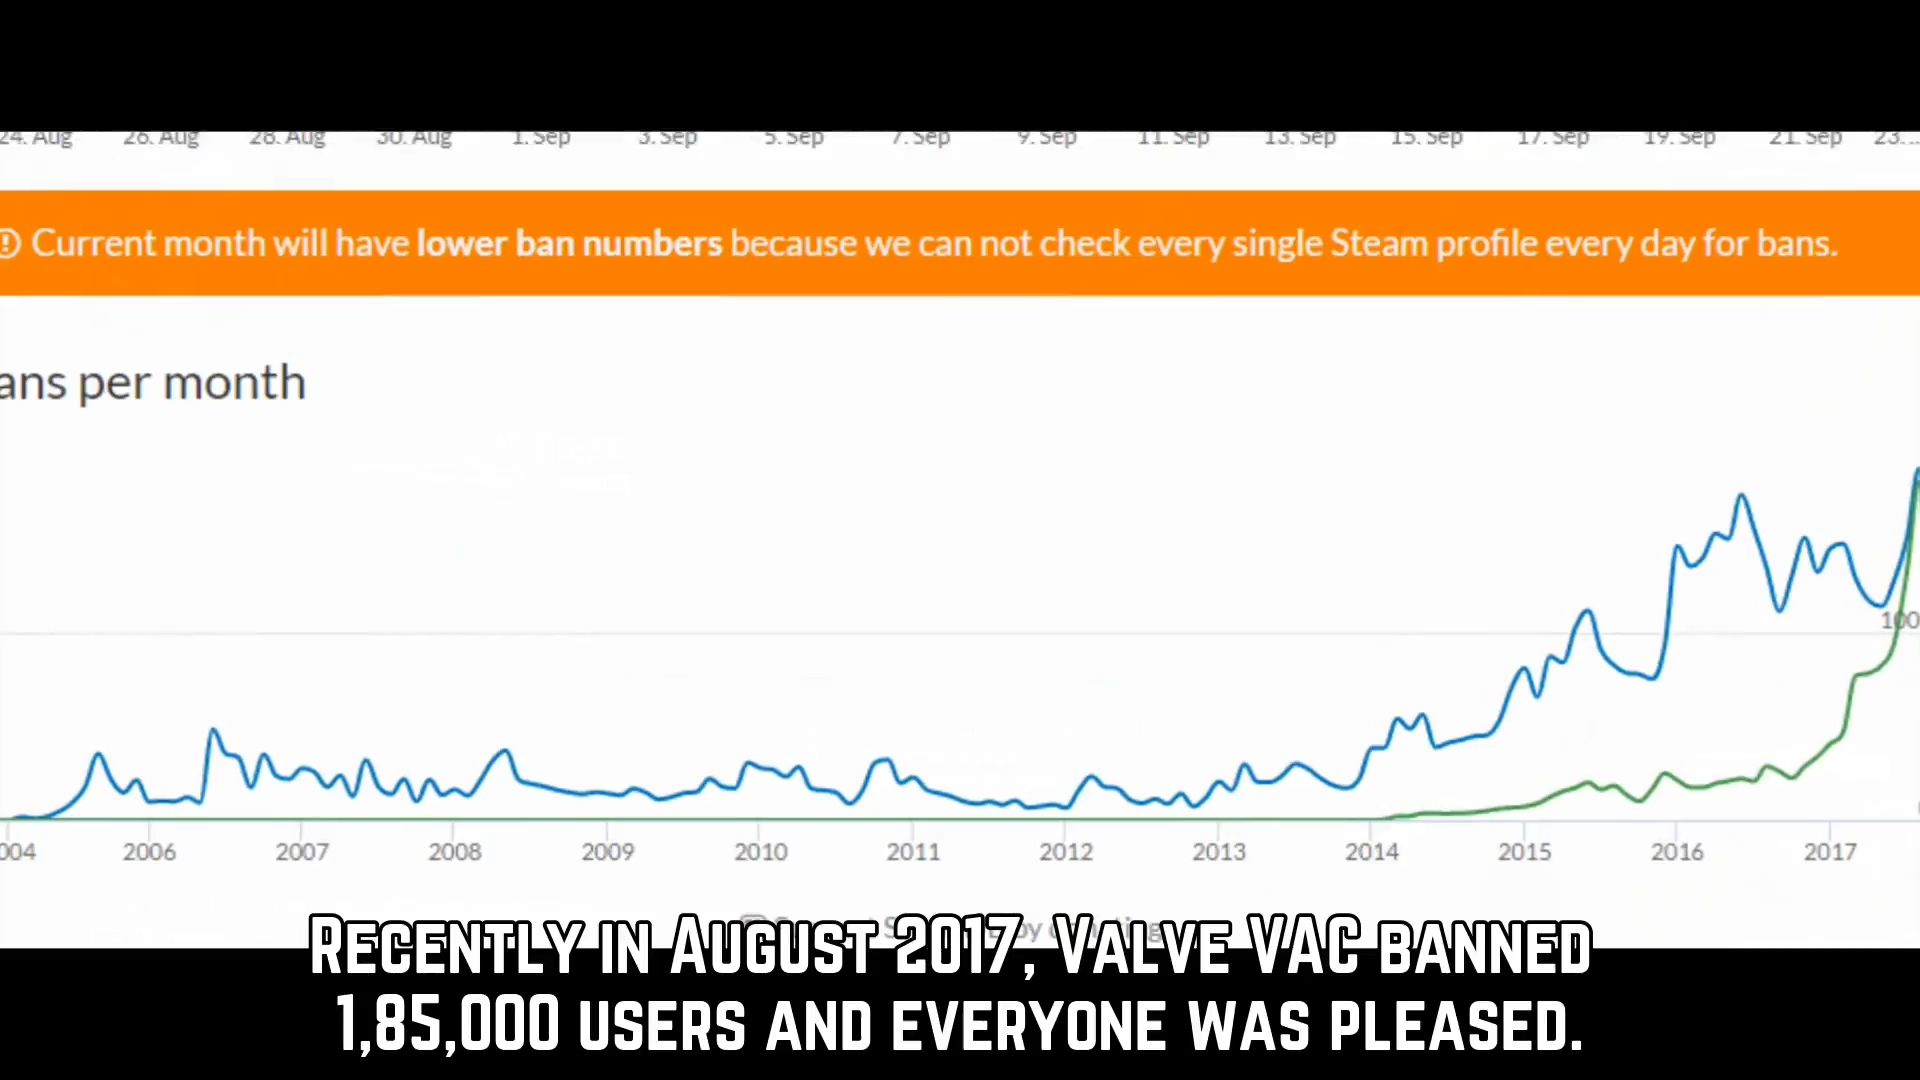 24. Aug 26. Aug 28. Aug 30. Aug 1. Sep 3. Sep 5. Sep 7. Sep 9. Sep 11. Sep 13. Sep 15. Sep 17. Sep 19. Sep 21. Sep 23. ...
Current month will have lower ban numbers because we can not check every single Steam profile every day for bans.
ans per month
100
004 2006 2007 2008 2009 2010 2011 2012 2013 2014 2015 2016 2017
Recently in August 2017, Valve VAC banned
1,85,000 users and everyone was pleased.